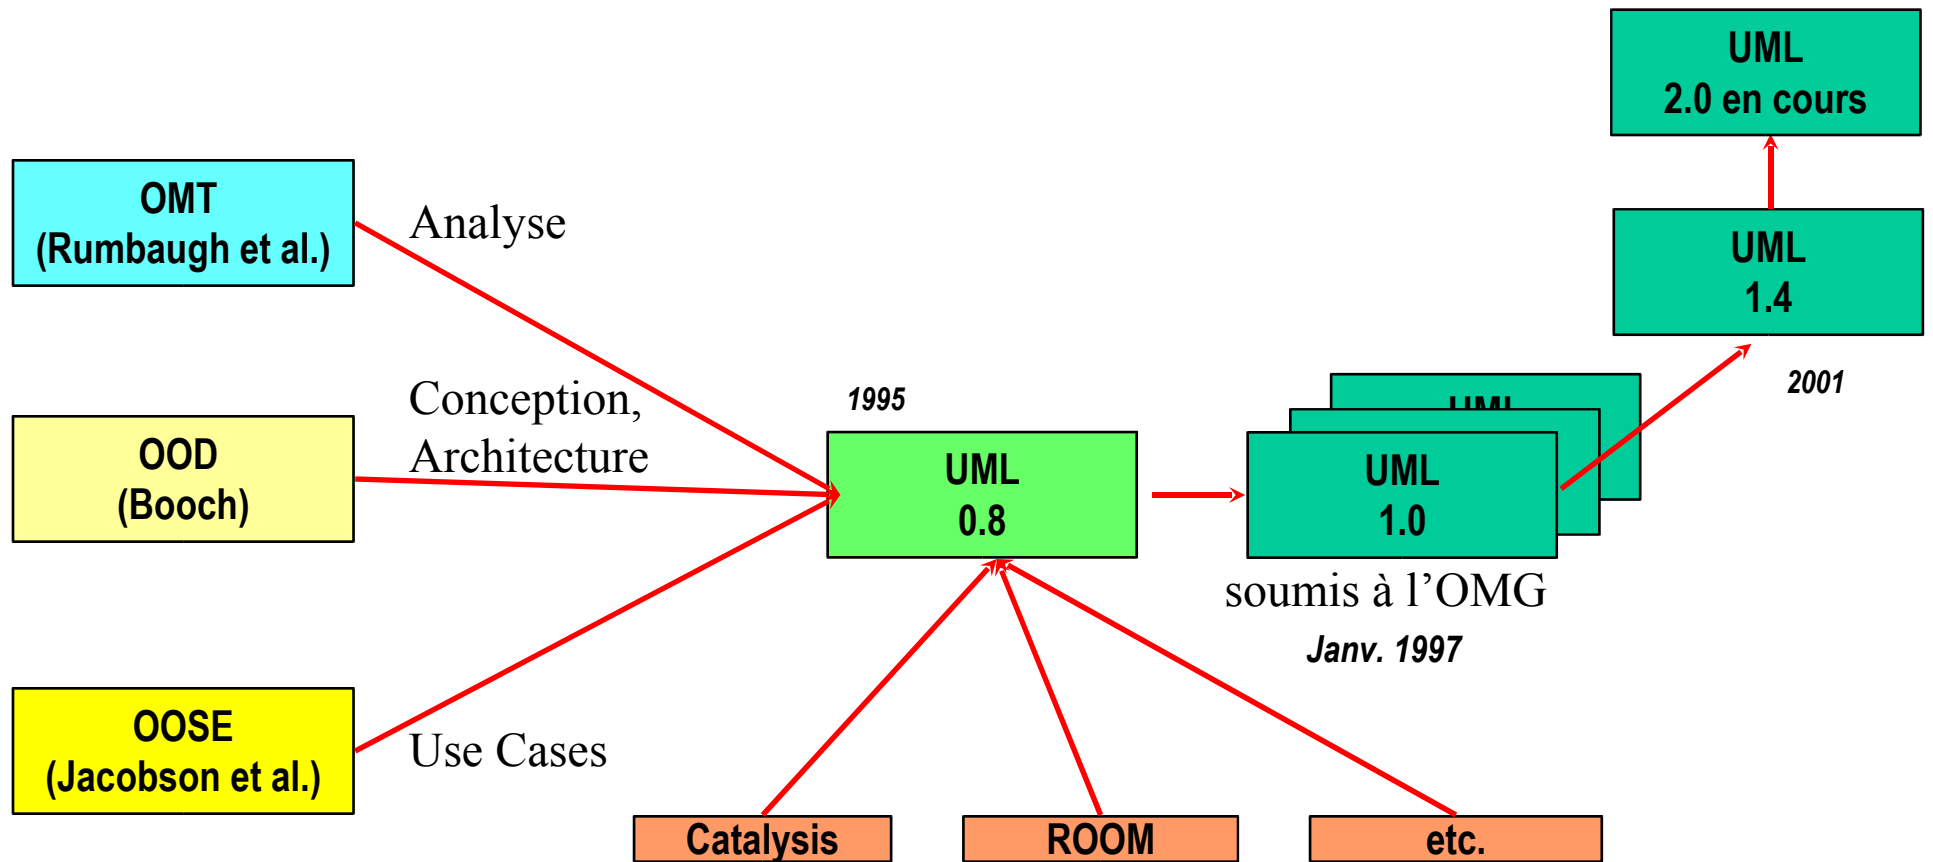 UML
2.0 en cours
OMT
(Rumbaugh et al.)
Analyse
UML
1.4
2001
Conception,
Architecture
1995
OOD
(Booch)
UML
0.8
UML
UML
1.0
soumis à l’OMG
Janv. 1997
OOSE
(Jacobson et al.)
Use Cases
Catalysis
ROOM
etc.